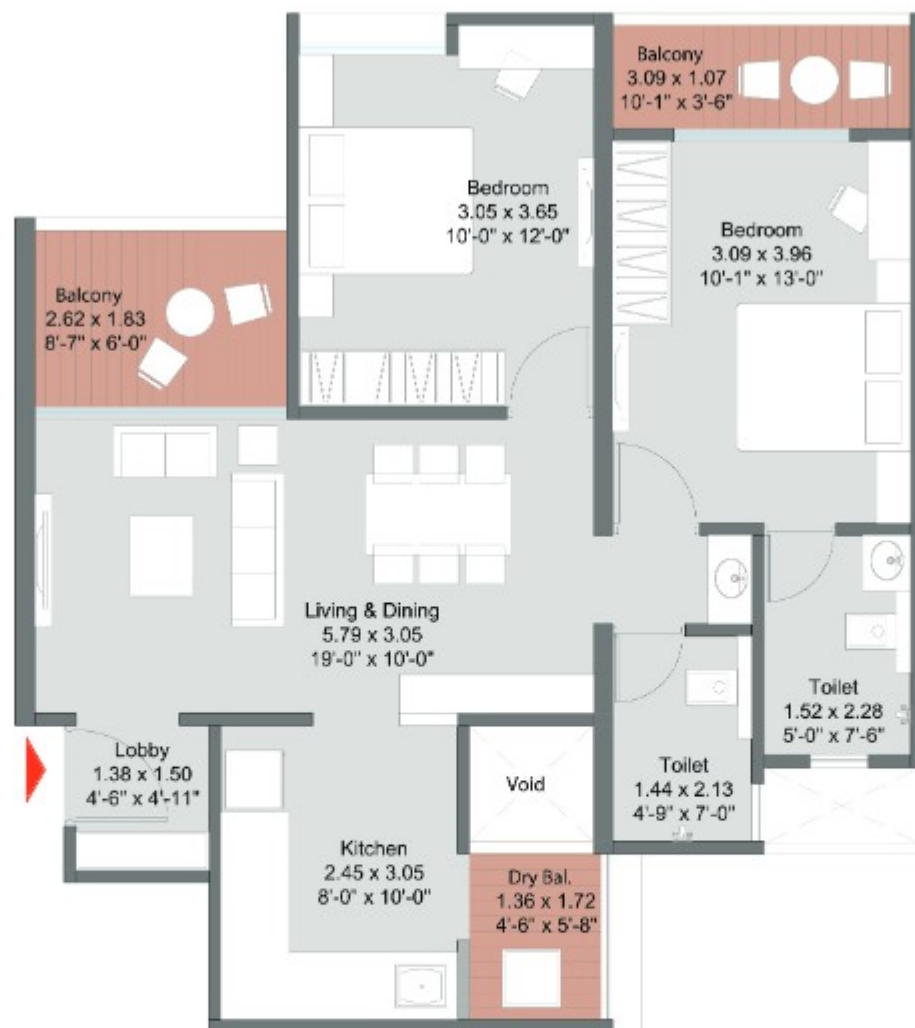 Balcony
3.09 x 1.07
10'-1" x 3'-6"
Bedroom
3.05 x 3.65
10'-0" x 12'-0"
Bedroom
3.09 x 3.96
10'-1" x 13'-0"
Balcony
2.62 x 1.83
8'-7" x 6'-0"
Living & Dining
5.79 x 3.05
19'-0" x 10'-0"
Toilet
1.52 x 2.28
5'-0" x 7'-6"
Lobby
1.38 x 1.50
4'-6" x 4'-11"
Toilet
1.44 x 2.13
4'-9" x 7'-0"
Void
Kitchen
2.45 x 3.05
8'-0" x 10'-0"
Dry Bal.
1.36 x 1.72
4'-6" x 5'-8"